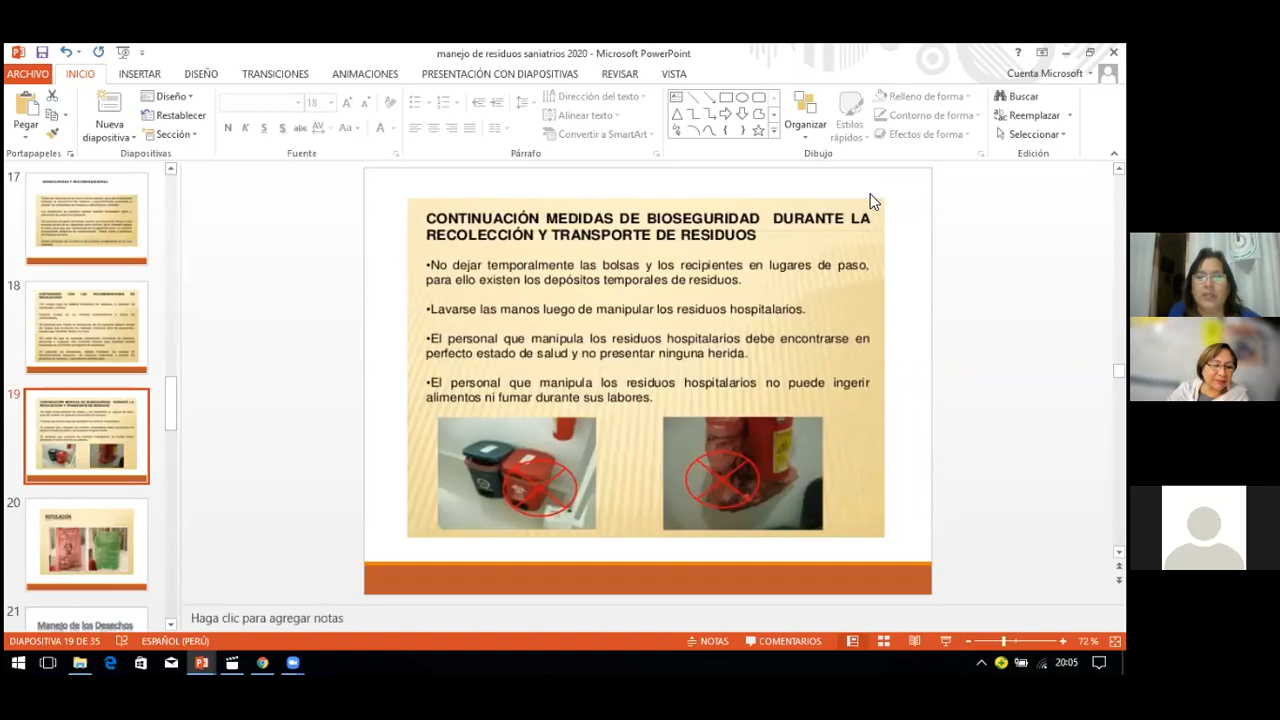 manejo de residuos saniatrios 2020 - Microsoft PowerPoint
ARCHIVO INICIO INSERTAR DISEÑO TRANSICIONES ANIMACIONES PRESENTACIÓN CON DIAPOSITIVAS REVISAR VISTA Cuenta Microsoft
Pegar
Nueva
diapositiva
Diseño
Restablecer
Sección
18
N K S S abc AV Aa A
Dirección del texto
Alinear texto
Convertir a SmartArt
Organizar
Estilos
rápidos
Relleno de forma
Contorno de forma
Efectos de forma
Buscar
Reemplazar
Seleccionar
Portapapeles Diapositivas Fuente Párrafo Dibujo Edición
17
18
19
20
ROTULACIÓN
21
Manejo de los Desechos
CONTINUACIÓN MEDIDAS DE BIOSEGURIDAD DURANTE LA
RECOLECCIÓN Y TRANSPORTE DE RESIDUOS
•No dejar temporalmente las bolsas y los recipientes en lugares de paso,
para ello existen los depósitos temporales de residuos.
•Lavarse las manos luego de manipular los residuos hospitalarios.
•El personal que manipula los residuos hospitalarios debe encontrarse en
perfecto estado de salud y no presentar ninguna herida.
•El personal que manipula los residuos hospitalarios no puede ingerir
alimentos ni fumar durante sus labores.
Haga clic para agregar notas
DIAPOSITIVA 19 DE 35 ESPAÑOL (PERÚ) NOTAS COMENTARIOS 72 %
20:05